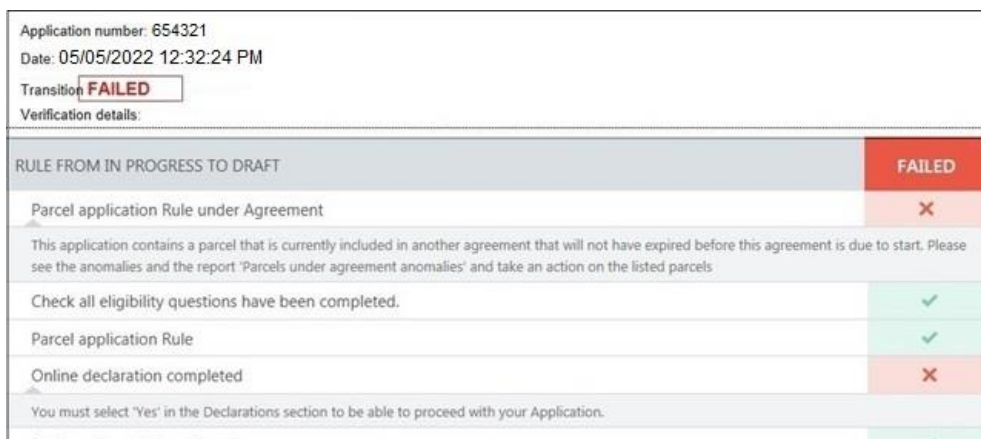 Application number: 654321
Date: 05/05/2022 12:32:24 PM
Transition FAILED
Verification details:
RULE FROM IN PROGRESS TO DRAFT FAILED
Parcel application Rule under Agreement
This application contains a parcel that is currently included in another agreement that will not have expired before this agreement is due to start. Please
see the anomalies and the report 'Parcels under agreement anomalies' and take an action on the listed parcels
Check all eligibility questions have been completed.
Parcel application Rule
Online declaration completed
You must select 'Yes' in the Declarations section to be able to proceed with your Application.